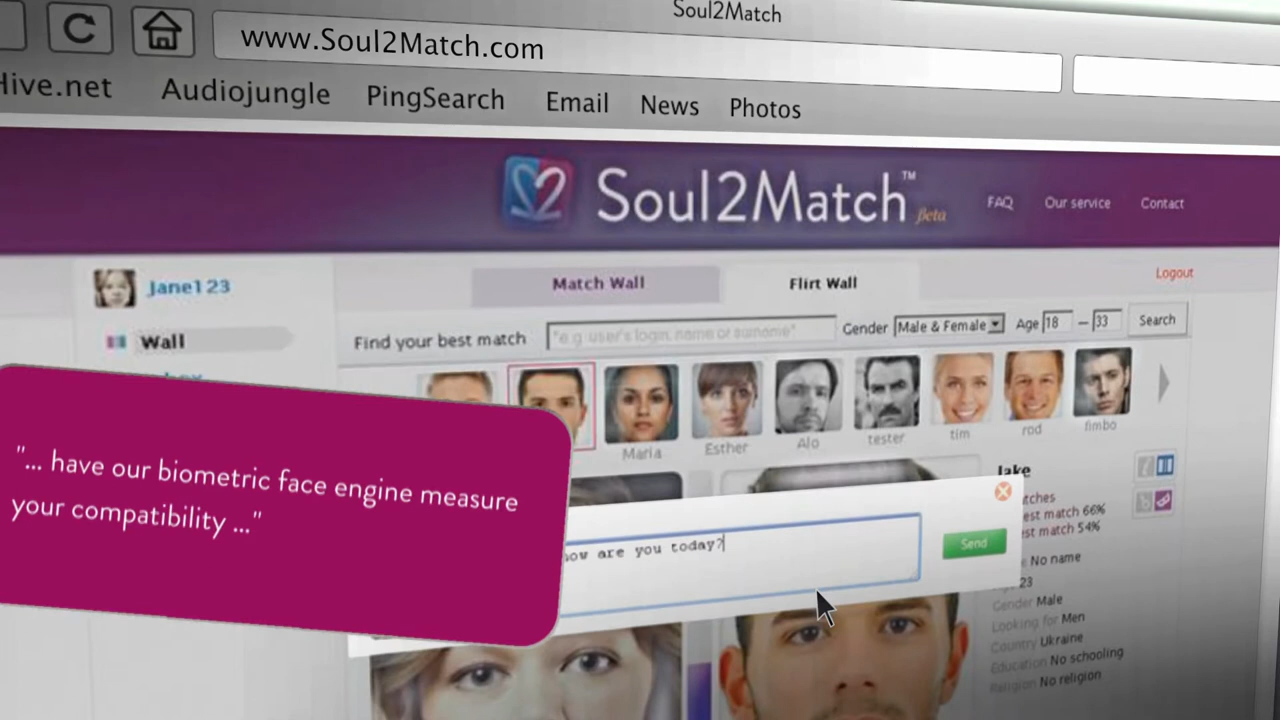 Soul2Match
www.Soul2Match.com
Hive.net Audiojungle PingSearch Email News Photos
Soul2Match™ Beta
FAQ Our service Contact
Jane123
Match Wall Flirt Wall Logout
Wall
Find your best match "e.g. user's login, name or surname" Gender Male & Female Age 18 – 33 Search
Maria Esther Alo tester tim rod fimbo
"... have our biometric face engine measure
your compatibility ..."
Jake
how are you today?
Send
66%
54%
No name
23
Gender Male
Looking for Men
Country Ukraine
Education No schooling
Religion No religion